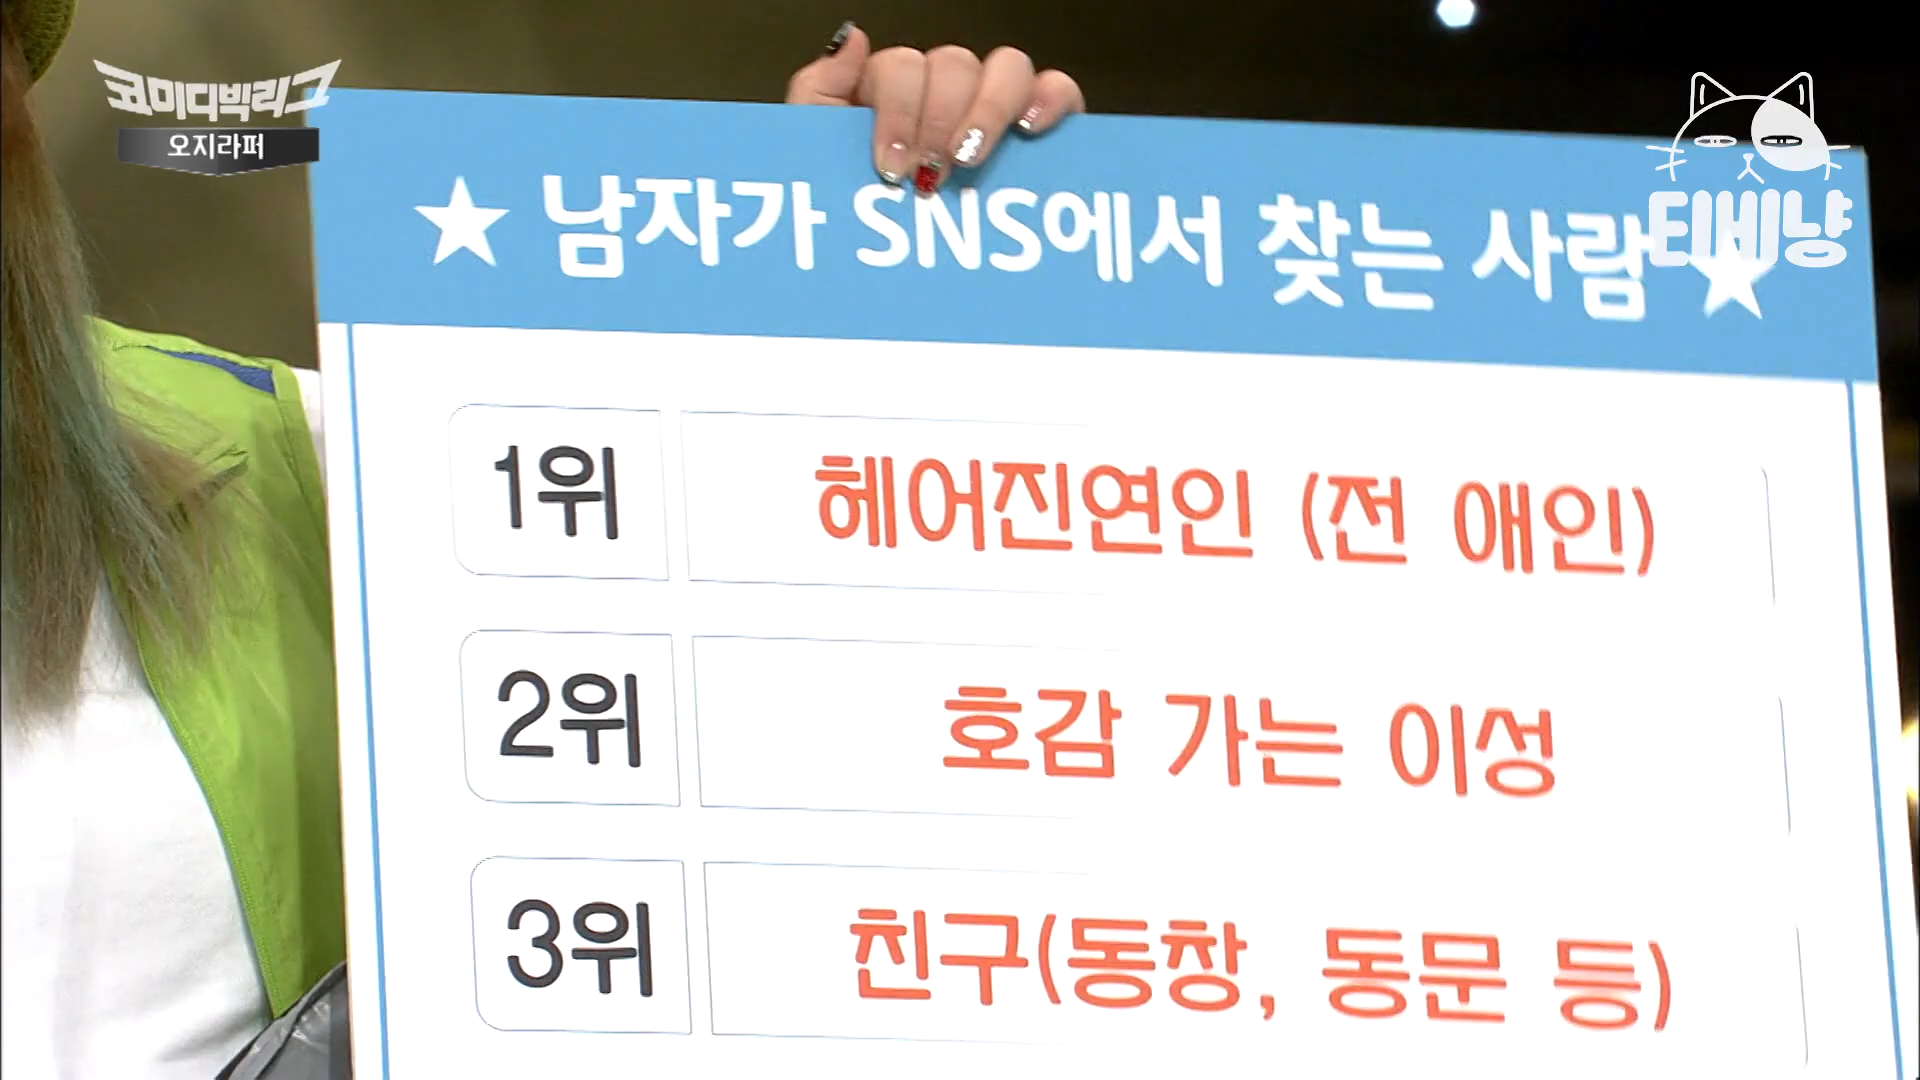 코미디빅리그
오지라퍼
티비냥
★ 남자가 SNS에서 찾는 사람 ★
1위 헤어진연인 (전 애인)
2위 호감 가는 이성
3위 친구(동창, 동문 등)